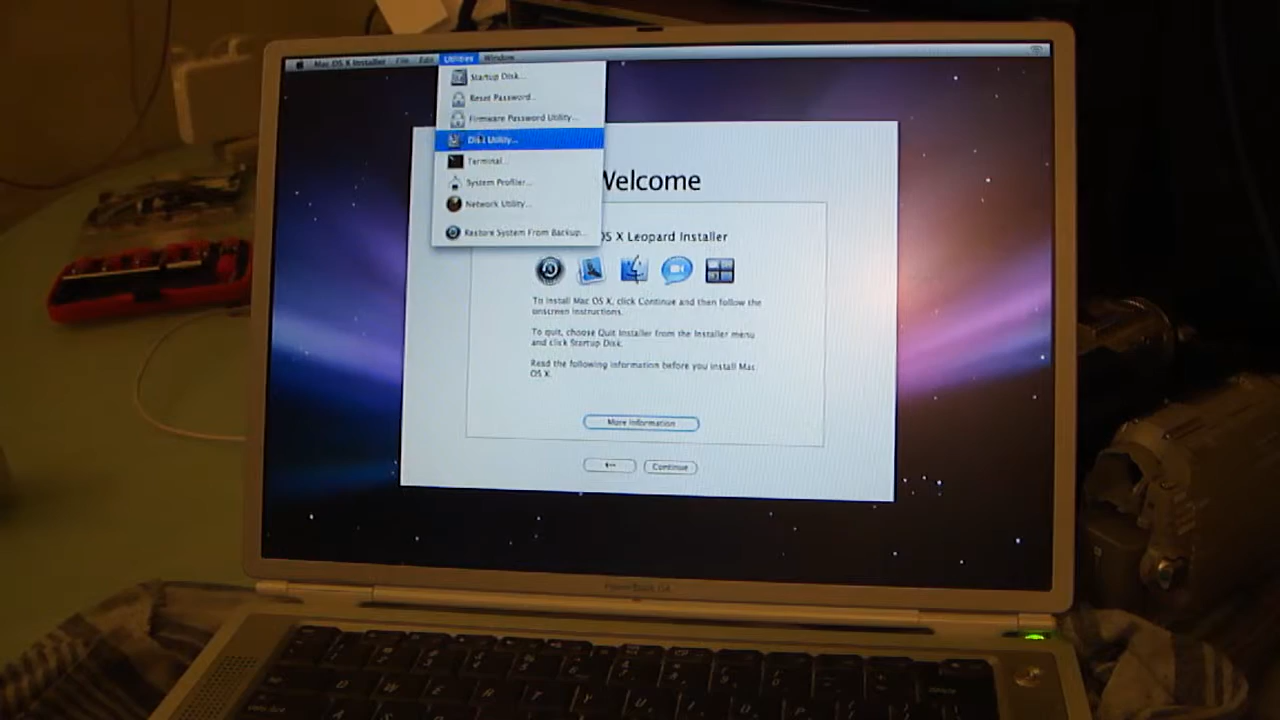 Mac OS X Installer File Edit Utilities Window
Startup Disk...
Reset Password...
Firmware Password Utility...
Disk Utility...
Terminal...
System Profiler...
Network Utility...
Restore System From Backup...
Welcome
OS X Leopard Installer
To install Mac OS X, click Continue and then follow the
onscreen instructions.
To quit, choose Quit Installer from the Installer menu
and click Startup Disk.
Read the following information before you install Mac
OS X.
More Information
Continue
PowerBook G4